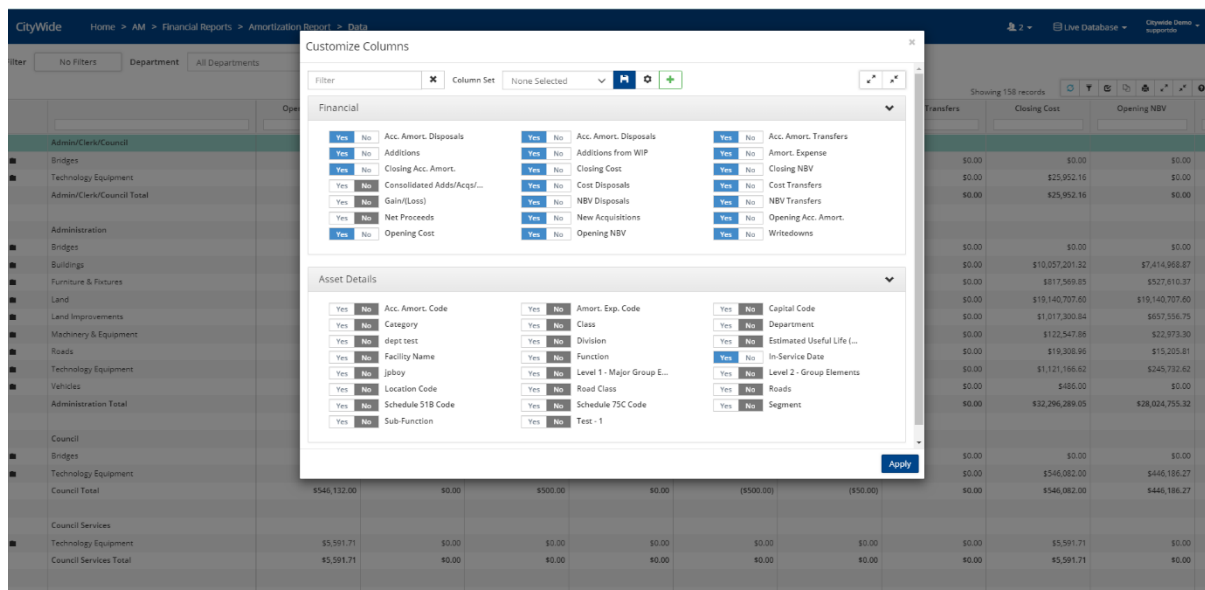 CityWide Home > AM > Financial Reports > Amortization Report > Data 2 Live Database Citywide Demo
Customize Columns ×
Filter No Filters Department All Departments
Filter Column Set None Selected
Showing 158 records
Financial
Transfers Closing Cost Opening NBV
Yes No Acc. Amort. Disposals Yes No Acc. Amort. Disposals Yes No Acc. Amort. Transfers
Admin/Clerk/Council
Yes No Additions Yes No Additions from WIP Yes No Amort. Expense
Bridges $0.00 $0.00 $0.00
Yes No Closing Acc. Amort. Yes No Closing Cost Yes No Closing NBV
Technology Equipment $0.00 $25,952.16 $0.00
Yes No Consolidated Adds/Acqs/... Yes No Cost Disposals Yes No Cost Transfers
Admin/Clerk/Council Total $0.00 $25,952.16 $0.00
Yes No Gain/(Loss) Yes No NBV Disposals Yes No NBV Transfers
Yes No Net Proceeds Yes No New Acquisitions Yes No Opening Acc. Amort.
Administration
Yes No Opening Cost Yes No Opening NBV Yes No Writedowns
Bridges $0.00 $0.00 $0.00
Buildings $0.00 $10,057,201.32 $7,414,968.87
Asset Details
Furniture & Fixtures $0.00 $817,569.85 $527,610.37
Land $0.00 $19,140,707.60 $19,140,707.60
Yes No Acc. Amort. Code Yes No Amort. Exp. Code Yes No Capital Code
Land Improvements $0.00 $1,017,300.84 $657,556.75
Yes No Category Yes No Class Yes No Department
Machinery & Equipment $0.00 $122,547.86 $22,973.30
Yes No dept test Yes No Division Yes No Estimated Useful Life (...
Roads $0.00 $19,308.96 $15,205.81
Yes No Facility Name Yes No Function Yes No In-Service Date
Technology Equipment $0.00 $1,121,166.62 $245,732.62
Yes No jpboy Yes No Level 1 - Major Group E... Yes No Level 2 - Group Elements
Vehicles $0.00 $486.00 $0.00
Yes No Location Code Yes No Road Class Yes No Roads
Administration Total $0.00 $32,296,289.05 $28,024,755.32
Yes No Schedule 51B Code Yes No Schedule 75C Code Yes No Segment
Yes No Sub-Function Yes No Test - 1
Council
Bridges $0.00 $0.00 $0.00
Apply
Technology Equipment $0.00 $546,082.00 $446,186.27
Council Total $546,132.00 $0.00 $500.00 $0.00 ($500.00) ($50.00) $0.00 $546,082.00 $446,186.27
Council Services
Technology Equipment $5,591.71 $0.00 $0.00 $0.00 $0.00 $0.00 $0.00 $5,591.71 $0.00
Council Services Total $5,591.71 $0.00 $0.00 $0.00 $0.00 $0.00 $0.00 $5,591.71 $0.00